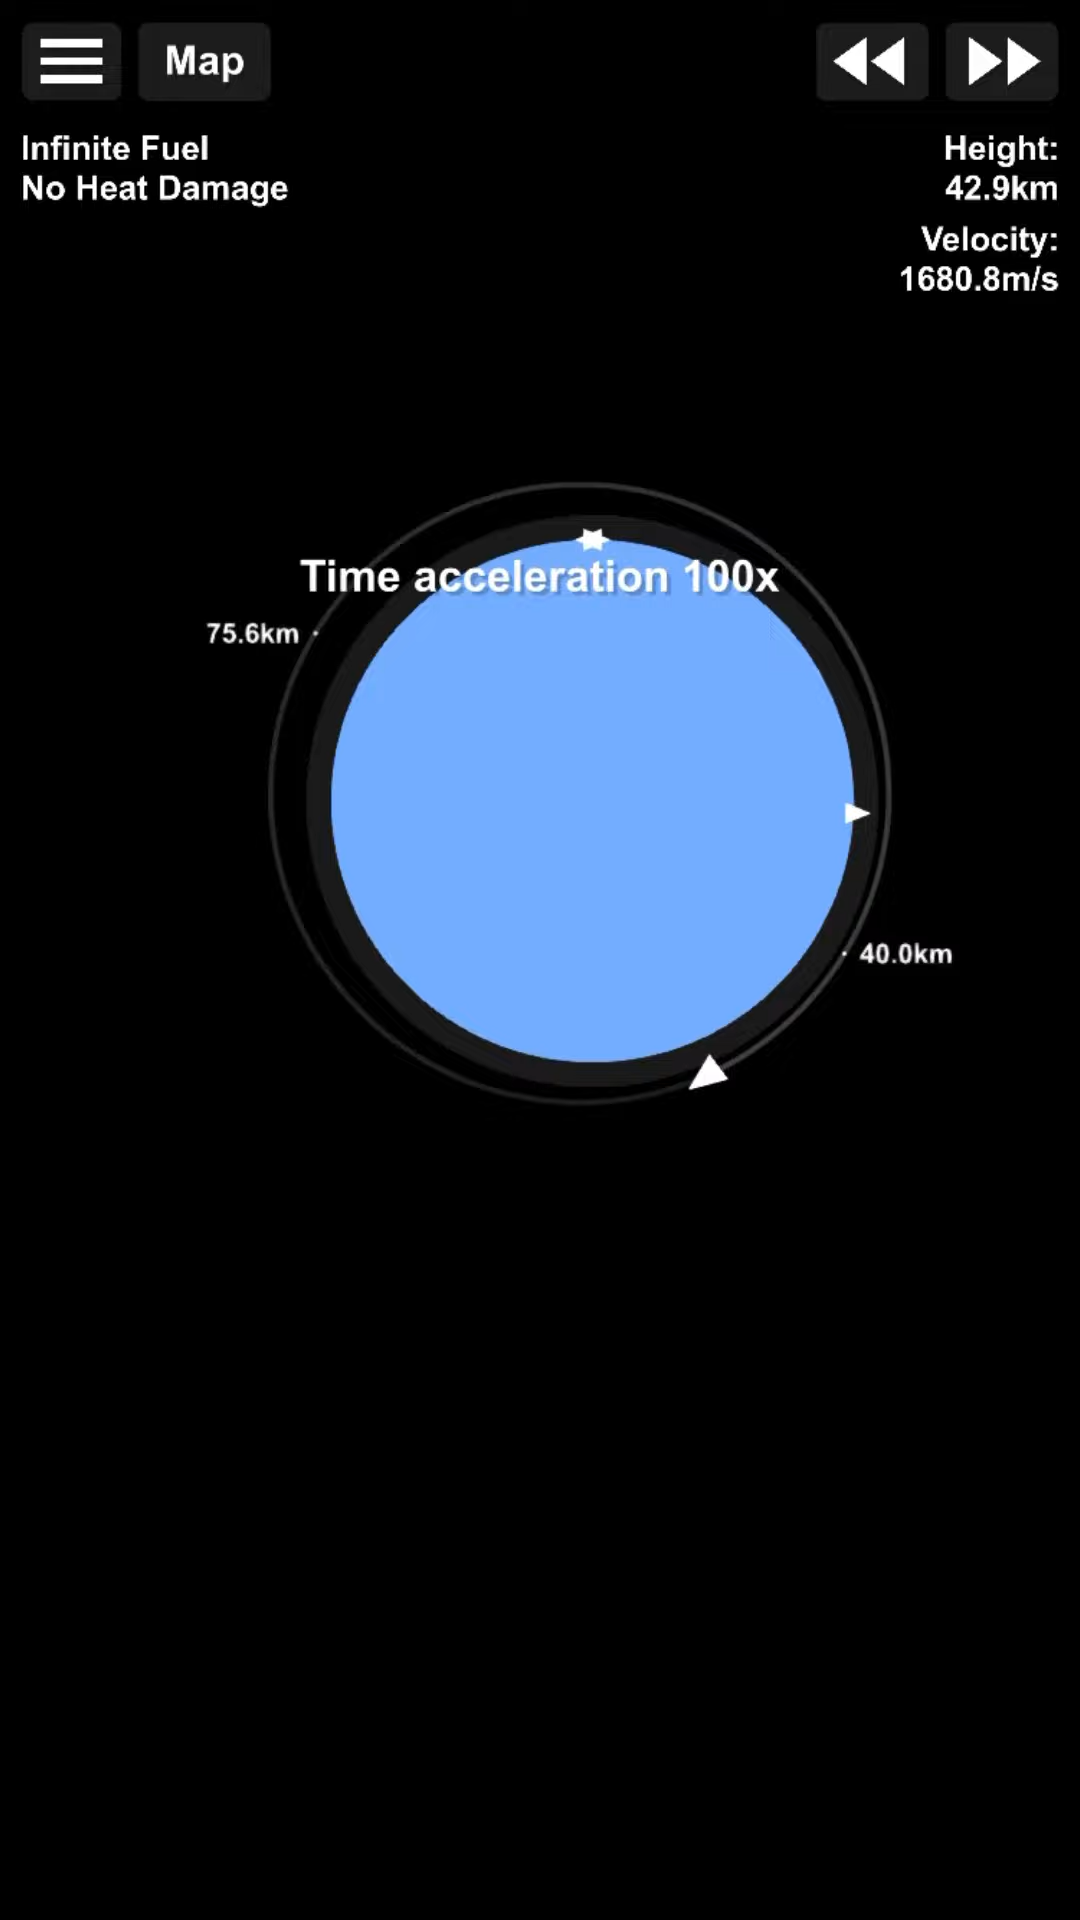 Map
Infinite Fuel
No Heat Damage
Height:
42.9km
Velocity:
1680.8m/s
Time acceleration 100x
75.6km
40.0km